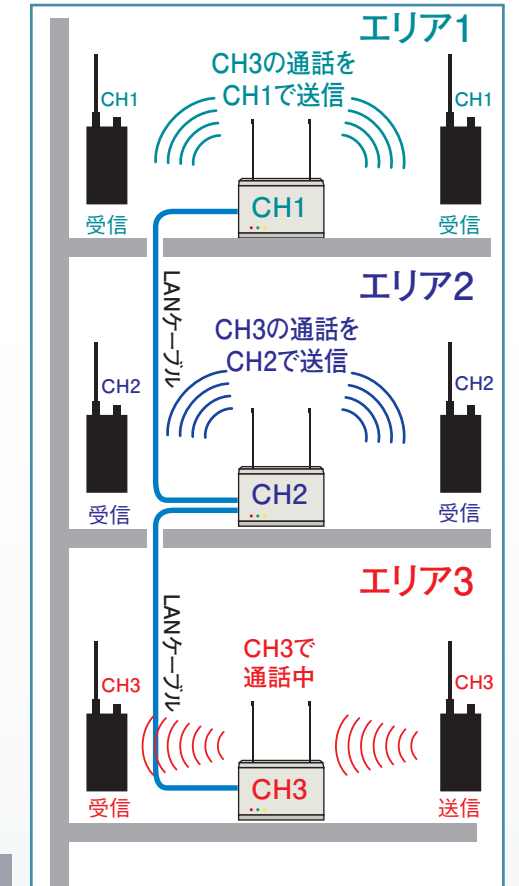 エリア1
CH3の通話を
CH1で送信
CH1
CH1
CH1
受信
受信
LANケーブル
エリア2
CH3の通話を
CH2で送信
CH2
CH2
CH2
受信
受信
LANケーブル
エリア3
CH3で
通話中
CH3
CH3
CH3
受信
送信